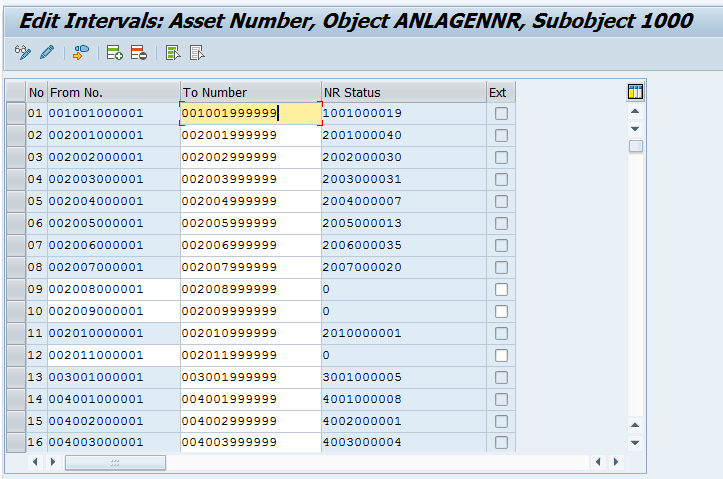 Edit Intervals: Asset Number, Object ANLAGENNR, Subobject 1000
No From No. To Number NR Status Ext
01 001001000001 001001999999 1001000019
02 002001000001 002001999999 2001000040
03 002002000001 002002999999 2002000030
04 002003000001 002003999999 2003000031
05 002004000001 002004999999 2004000007
06 002005000001 002005999999 2005000013
07 002006000001 002006999999 2006000035
08 002007000001 002007999999 2007000020
09 002008000001 002008999999 0
10 002009000001 002009999999 0
11 002010000001 002010999999 2010000001
12 002011000001 002011999999 0
13 003001000001 003001999999 3001000005
14 004001000001 004001999999 4001000008
15 004002000001 004002999999 4002000001
16 004003000001 004003999999 4003000004